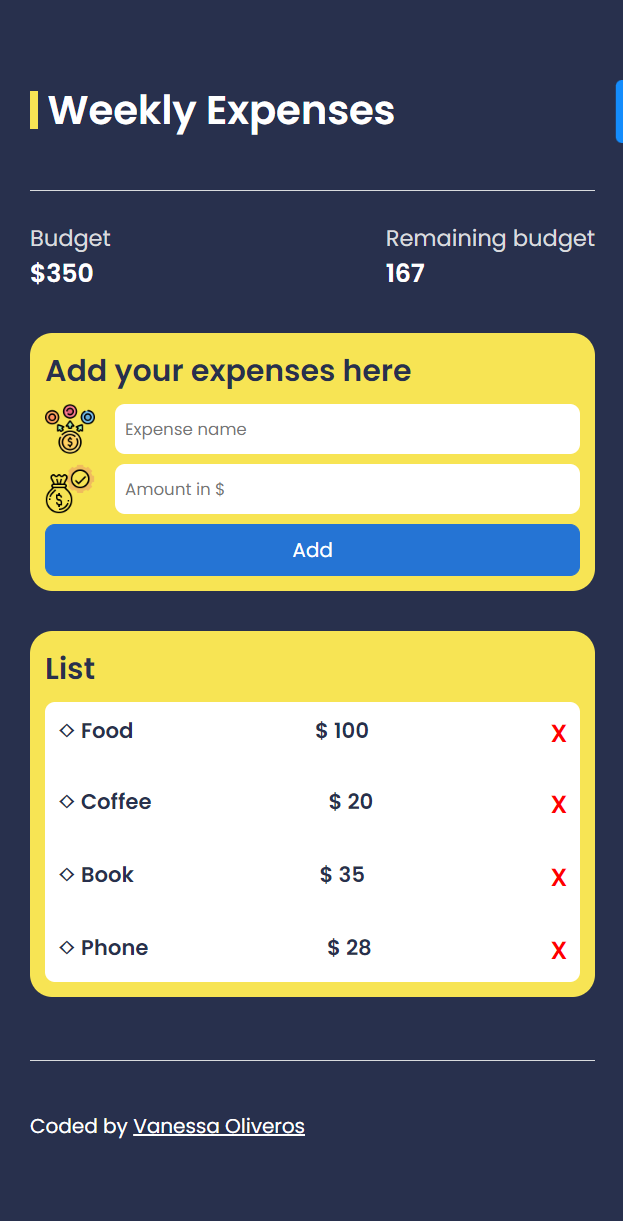 Weekly Expenses
Budget
$350
Remaining budget
167
Add your expenses here
Expense name
Amount in $
Add
List
Food $ 100 X
Coffee $ 20 X
Book $ 35 X
Phone $ 28 X
Coded by Vanessa Oliveros